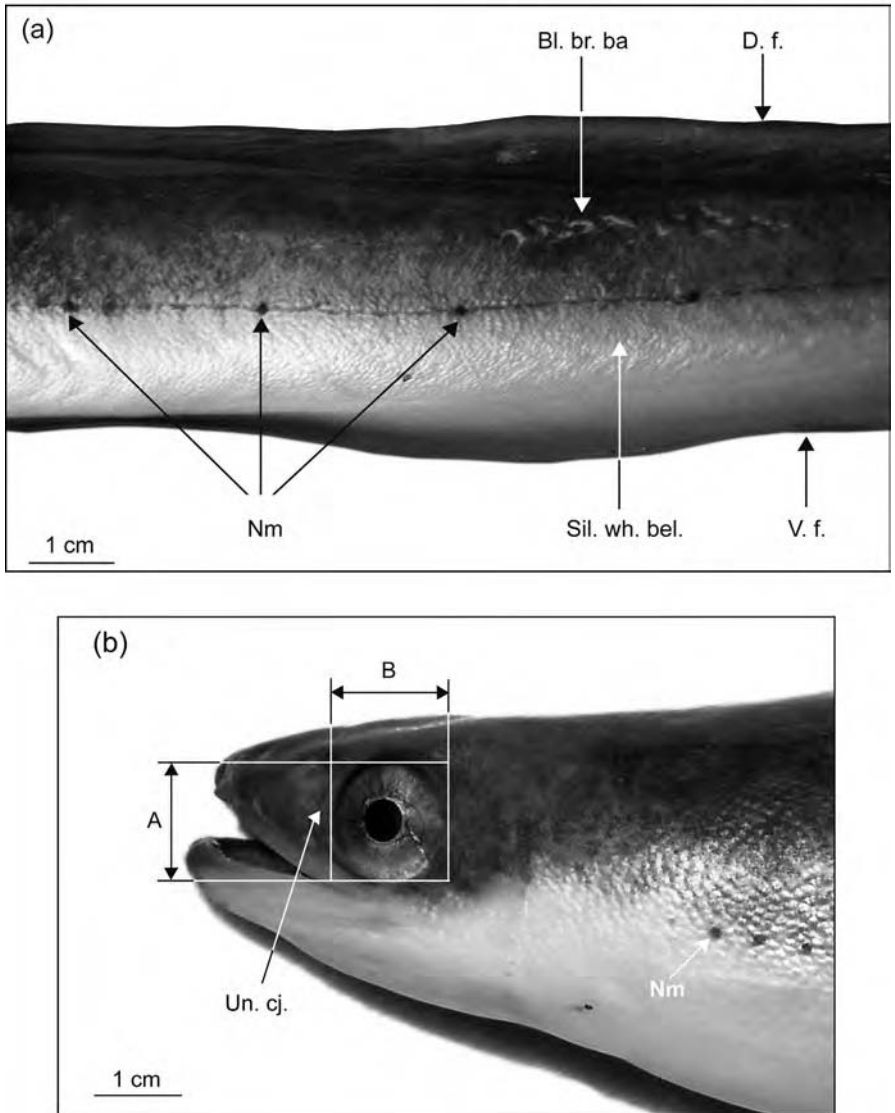 (a)
Bl. br. ba
D. f.
Nm
Sil. wh. bel.
V. f.
1 cm
(b)
B
A
Un. cj.
Nm
1 cm